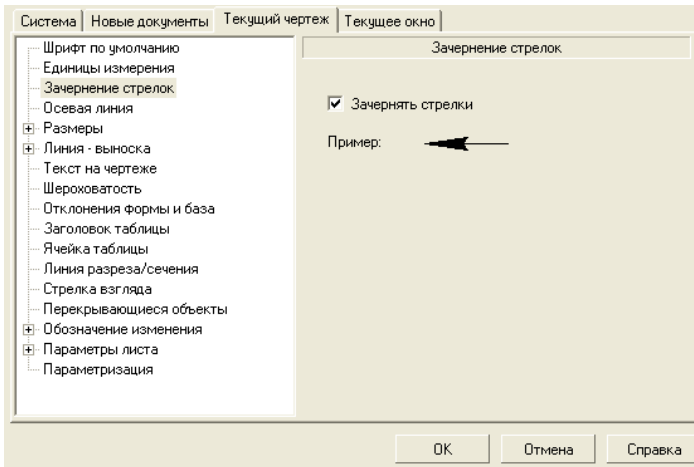 Система Новые документы Текущий чертеж Текущее окно
Шрифт по умолчанию
Единицы измерения
Зачернение стрелок
Осевая линия
Размеры
Линия - выноска
Текст на чертеже
Шероховатость
Отклонения формы и база
Заголовок таблицы
Ячейка таблицы
Линия разреза/сечения
Стрелка взгляда
Перекрывающиеся объекты
Обозначение изменения
Параметры листа
Параметризация
Зачернение стрелок
Зачернять стрелки
Пример:
OK Отмена Справка